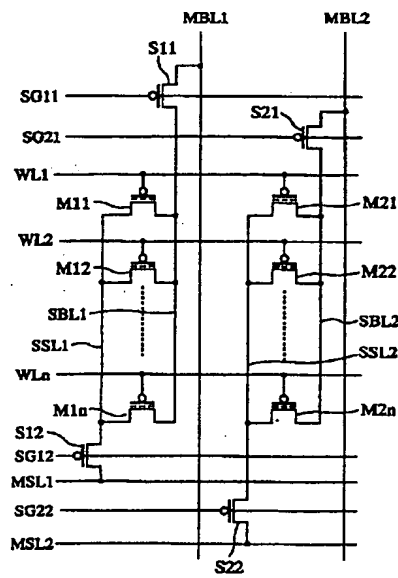 MBL1 MBL2
S11
SG11
S21
SG21
WL1
M11 M21
WL2
M12 M22
SBL1 SBL2
SSL1 SSL2
WLn
M1n M2n
S12
SG12
MSL1
SG22
MSL2
S22